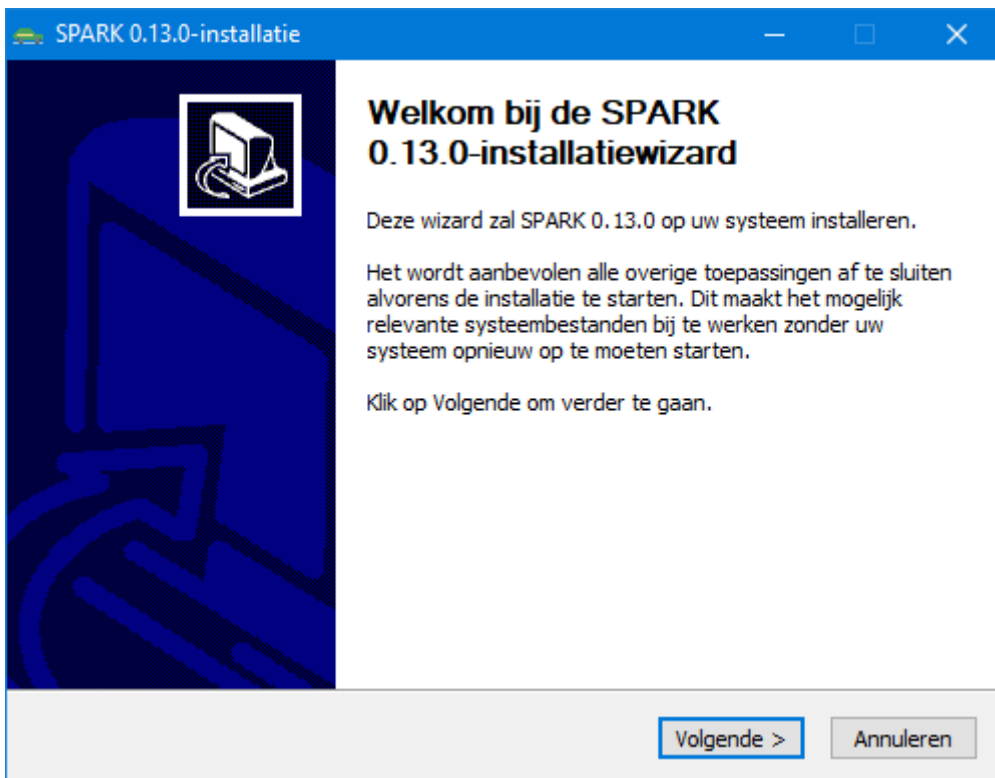 SPARK 0.13.0-installatie
Welkom bij de SPARK
0.13.0-installatiewizard
Deze wizard zal SPARK 0.13.0 op uw systeem installeren.
Het wordt aanbevolen alle overige toepassingen af te sluiten
alvorens de installatie te starten. Dit maakt het mogelijk
relevante systeembestanden bij te werken zonder uw
systeem opnieuw op te moeten starten.
Klik op Volgende om verder te gaan.
Volgende >
Annuleren